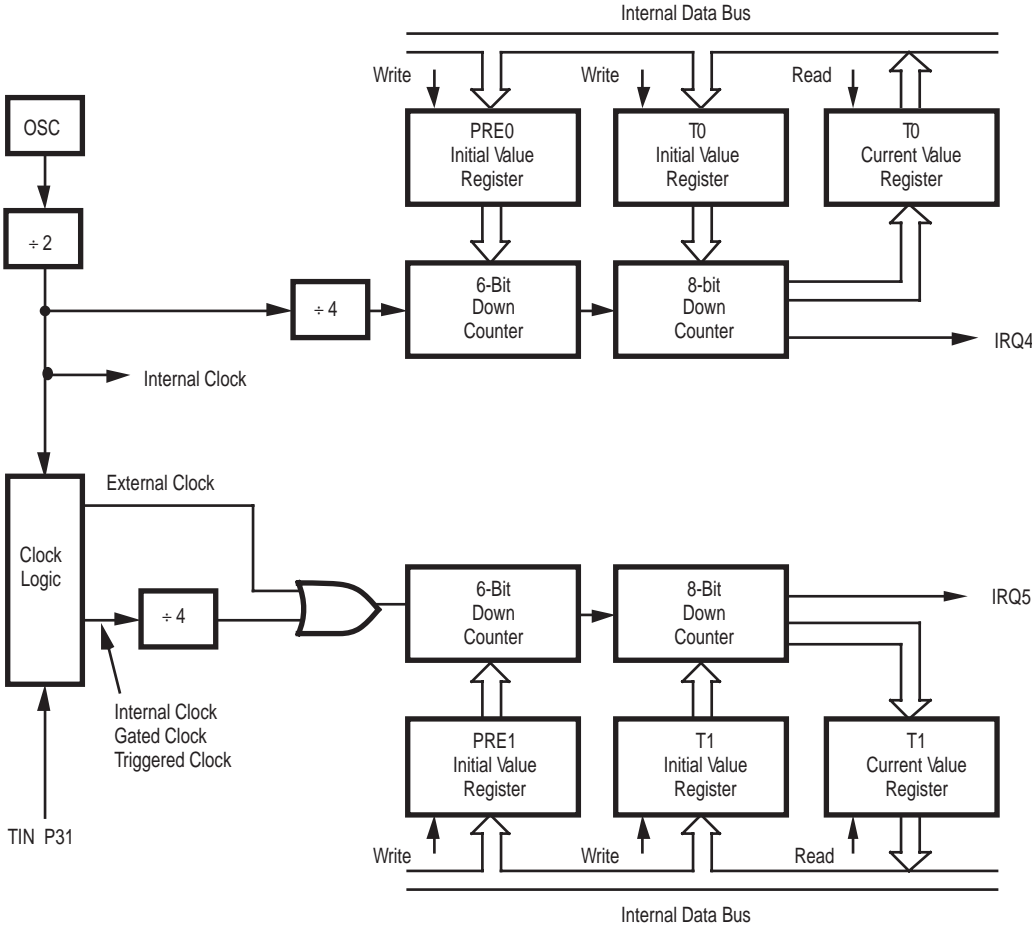 Internal Data Bus
Write
Write
Read
OSC
PRE0
Initial Value
Register
T0
Initial Value
Register
T0
Current Value
Register
÷ 2
÷ 4
6-Bit
Down
Counter
8-bit
Down
Counter
IRQ4
Internal Clock
External Clock
Clock
Logic
÷ 4
6-Bit
Down
Counter
8-Bit
Down
Counter
IRQ5
Internal Clock
Gated Clock
Triggered Clock
PRE1
Initial Value
Register
T1
Initial Value
Register
T1
Current Value
Register
TIN P31
Write
Write
Read
Internal Data Bus